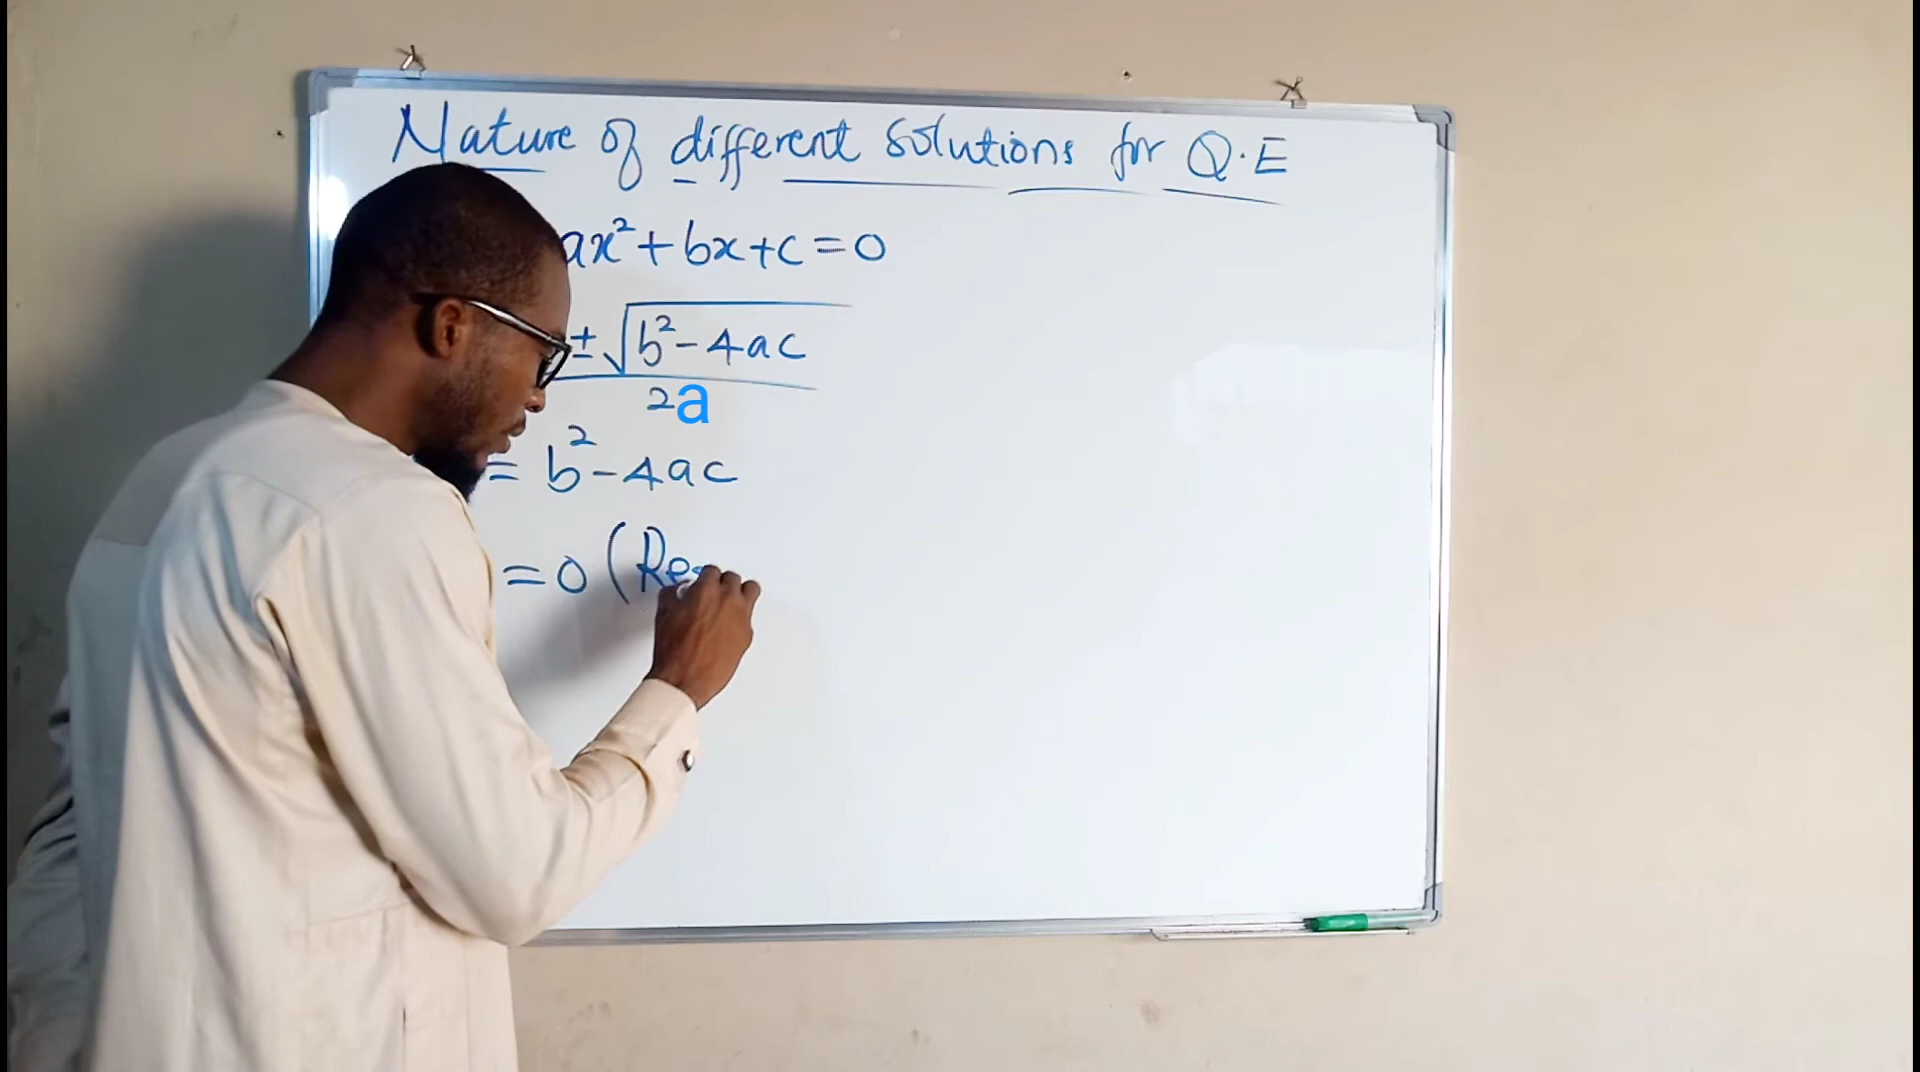 Nature of different solutions for Q.E
ax²+bx+c=0
±√b²-4ac
2a
= b²-4ac
=0 (Re